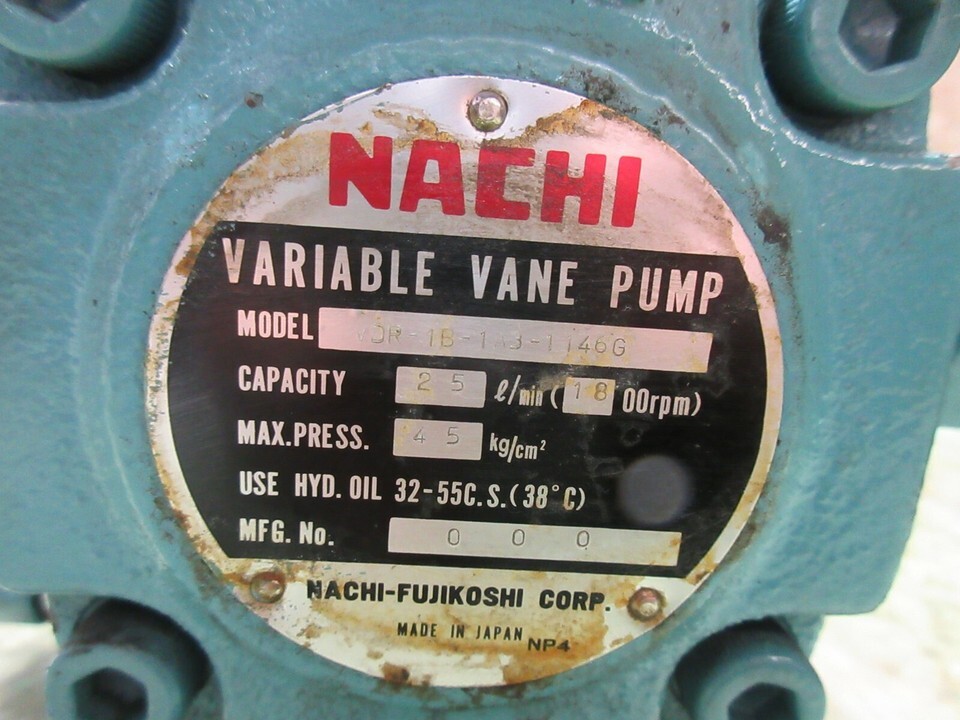 NACHI
VARIABLE VANE PUMP
MODEL
CAPACITY 25 ℓ/min (1800rpm)
MAX.PRESS. 45 kg/cm²
USE HYD. OIL 32-55C.S.(38°C)
MFG. No. 000
NACHI-FUJIKOSHI CORP.
MADE IN JAPAN NP4